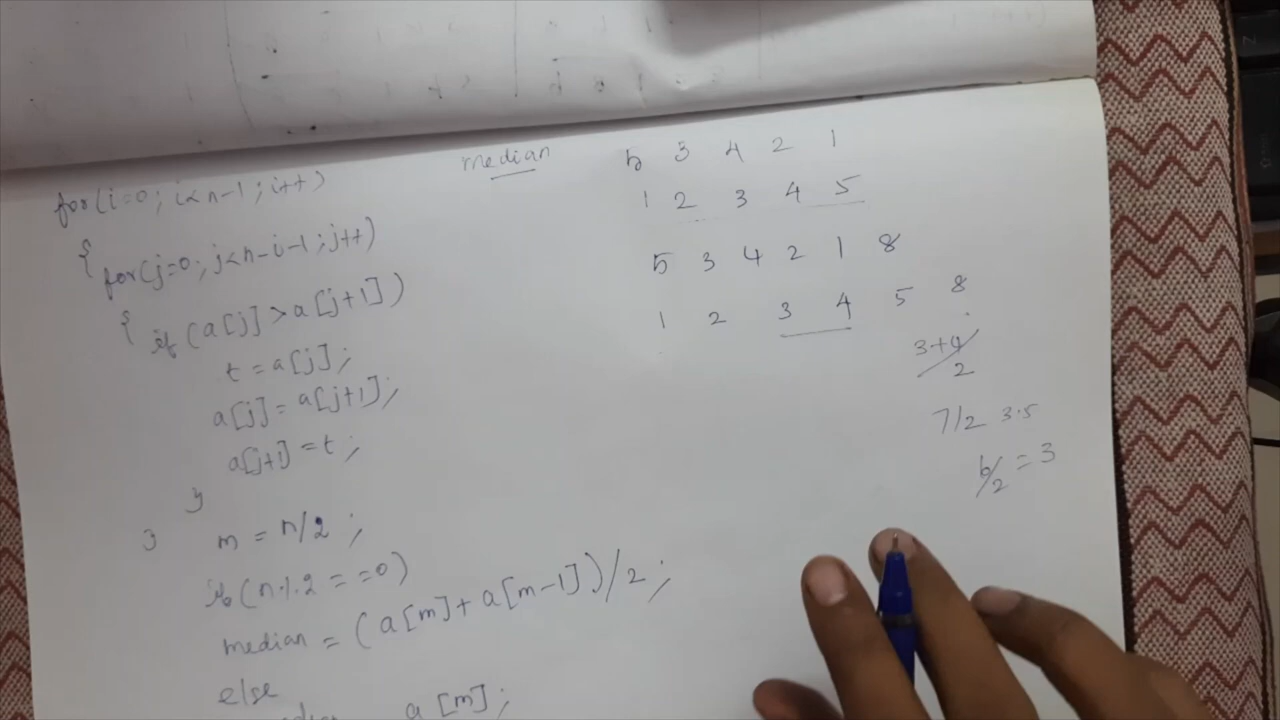 median
for(i=0; i<n-1; i++)
{ for(j=0; j<n-i-1; j++)
{ if (a[j] > a[j+1])
t = a[j];
a[j] = a[j+1];
a[j+1] = t;
}
}
m = n/2;
if (n%2 == 0)
median = (a[m] + a[m-1])/2;
else
a[m];
5 3 4 2 1
1 2 3 4 5
5 3 4 2 1 8
1 2 3 4 5 8
3+4/2
7/2 3.5
6/2 = 3